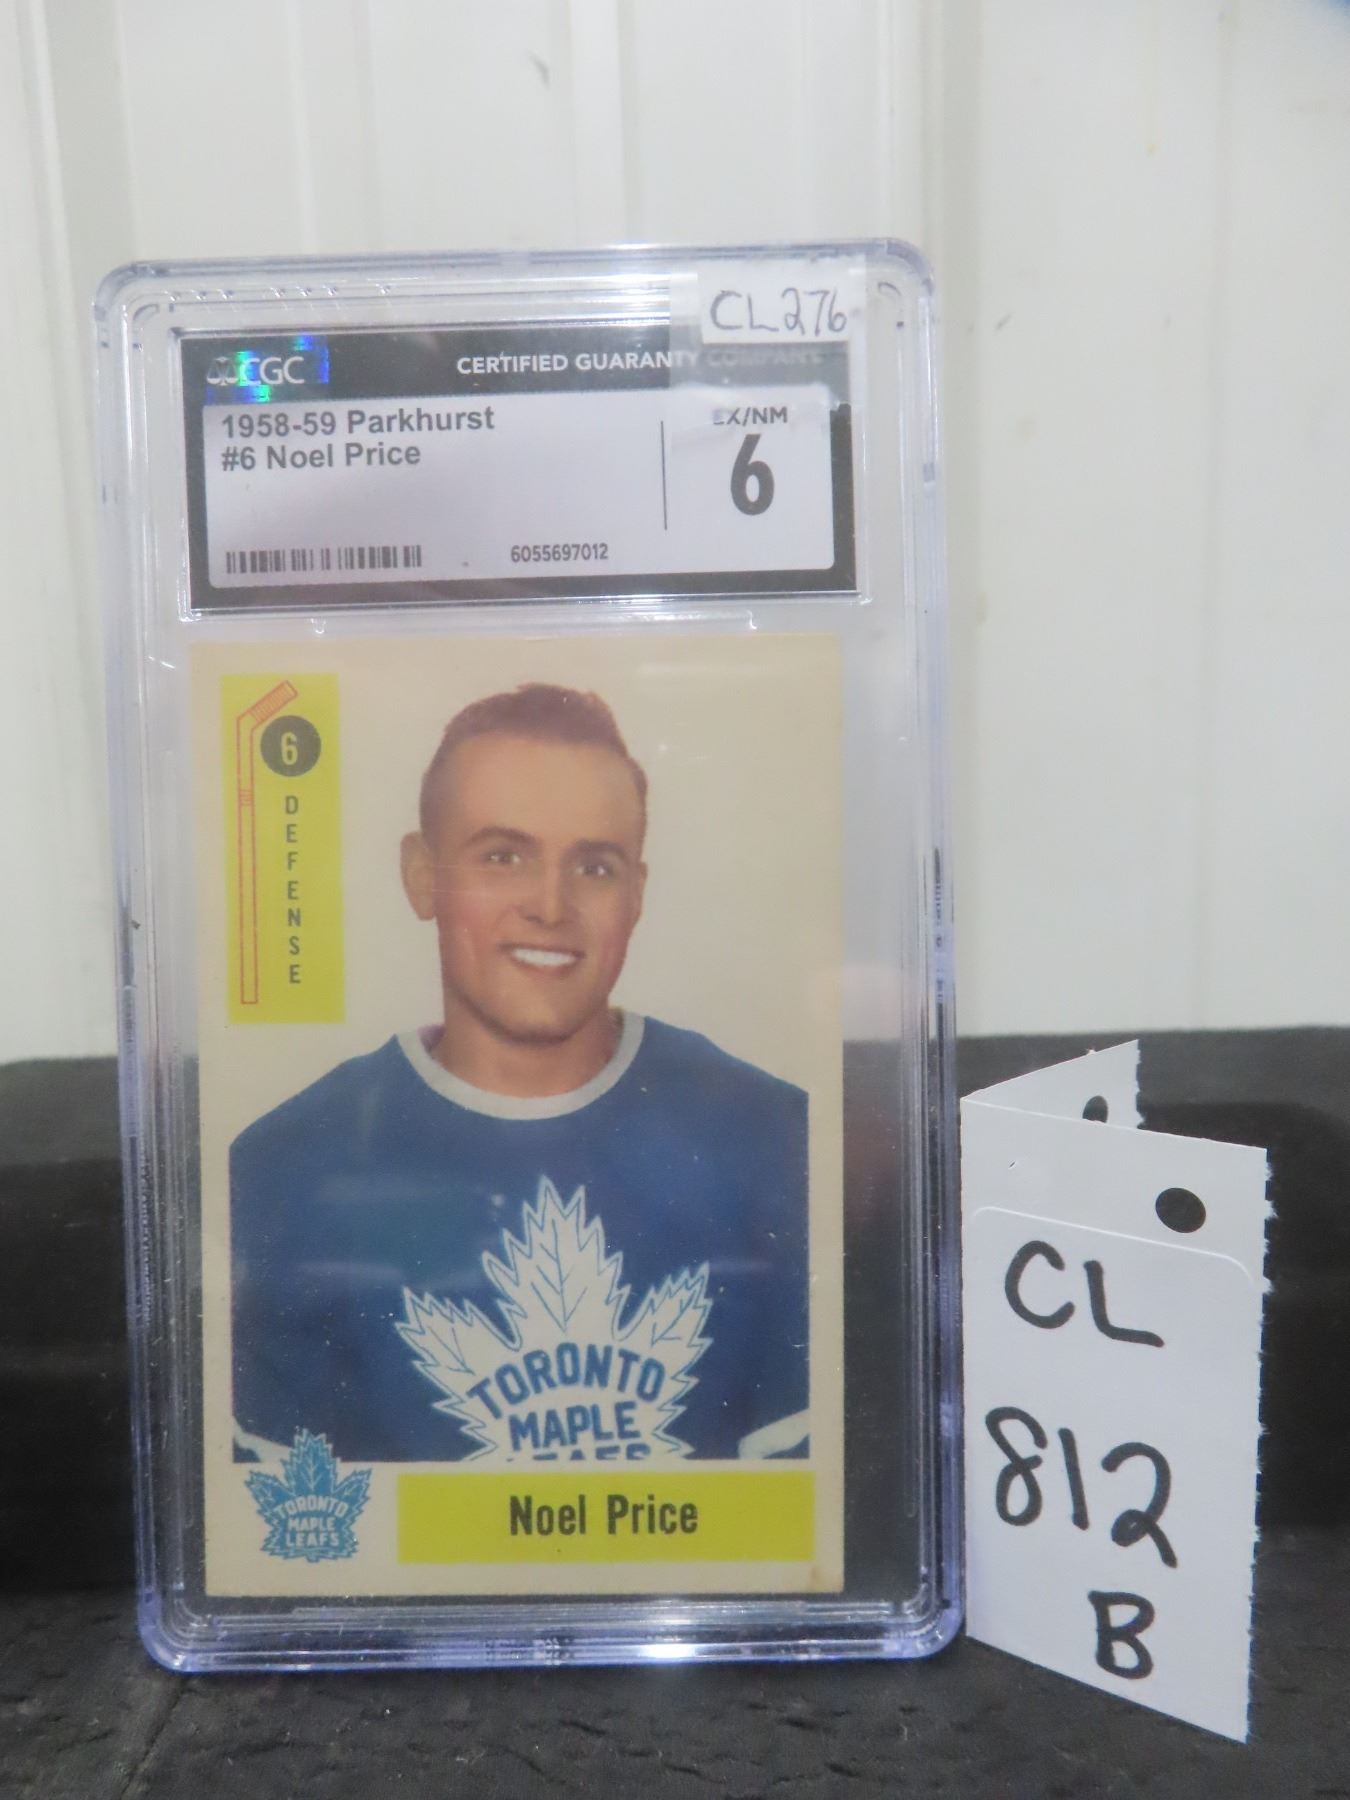 CL276
CGC
CERTIFIED GUARANTY COMPANY
1958-59 Parkhurst
#6 Noel Price
EX/NM
6
6055697012
6
DEFENSE
TORONTO
MAPLE
LEAFS
TORONTO
MAPLE
LEAFS
Noel Price
CL
812
B